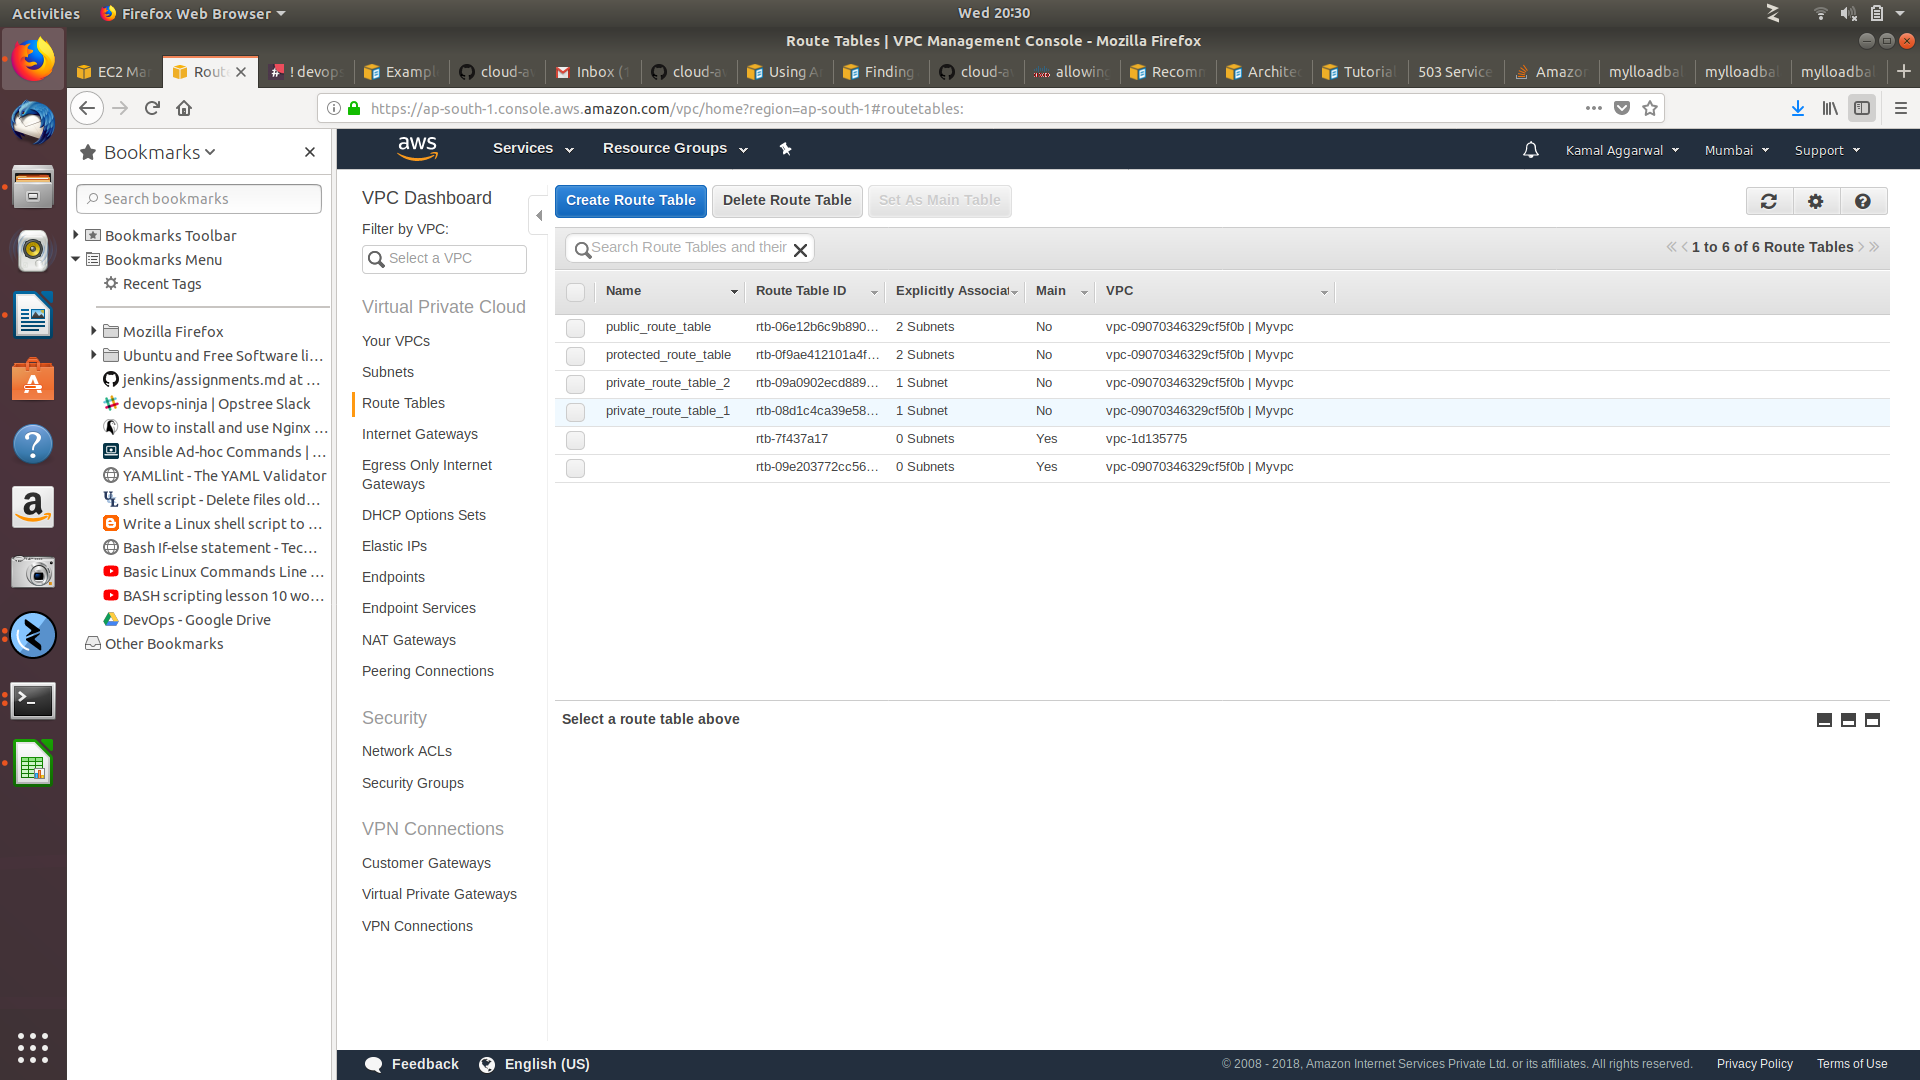 Activities
Firefox Web Browser
Wed 20:30
Route Tables | VPC Management Console - Mozilla Firefox
EC2 Ma
Route
! devops
Exampl
cloud-aw
Inbox (1
cloud-aw
Using A
Finding
cloud-aw
allowing
Recomm
Archite
Tutorial
503 Service
Amazon
mylloadbal
mylloadbal
mylloadbal
https://ap-south-1.console.aws.amazon.com/vpc/home?region=ap-south-1#routetables:
Bookmarks
Search bookmarks
Bookmarks Toolbar
Bookmarks Menu
Recent Tags
Mozilla Firefox
Ubuntu and Free Software li...
jenkins/assignments.md at ...
devops-ninja | Opstree Slack
How to install and use Nginx ...
Ansible Ad-hoc Commands | ...
YAMLlint - The YAML Validator
shell script - Delete files old...
Write a Linux shell script to ...
Bash If-else statement - Tec...
Basic Linux Commands Line ...
BASH scripting lesson 10 wo...
DevOps - Google Drive
Other Bookmarks
aws
Services
Resource Groups
Kamal Aggarwal
Mumbai
Support
VPC Dashboard
Filter by VPC:
Select a VPC
Virtual Private Cloud
Your VPCs
Subnets
Route Tables
Internet Gateways
Egress Only Internet
Gateways
DHCP Options Sets
Elastic IPs
Endpoints
Endpoint Services
NAT Gateways
Peering Connections
Security
Network ACLs
Security Groups
VPN Connections
Customer Gateways
Virtual Private Gateways
VPN Connections
Create Route Table
Delete Route Table
Set As Main Table
Search Route Tables and their
1 to 6 of 6 Route Tables
Name Route Table ID Explicitly Associat Main VPC
public_route_table rtb-06e12b6c9b890... 2 Subnets No vpc-09070346329cf5f0b | Myvpc
protected_route_table rtb-0f9ae412101a4f... 2 Subnets No vpc-09070346329cf5f0b | Myvpc
private_route_table_2 rtb-09a0902ecd889... 1 Subnet No vpc-09070346329cf5f0b | Myvpc
private_route_table_1 rtb-08d1c4ca39e58... 1 Subnet No vpc-09070346329cf5f0b | Myvpc
rtb-7f437a17 0 Subnets Yes vpc-1d135775
rtb-09e203772cc56... 0 Subnets Yes vpc-09070346329cf5f0b | Myvpc
Select a route table above
Feedback
English (US)
© 2008 - 2018, Amazon Internet Services Private Ltd. or its affiliates. All rights reserved.
Privacy Policy
Terms of Use